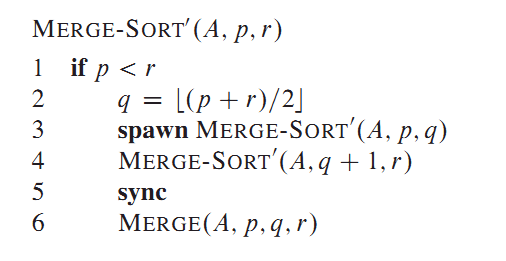 MERGE-SORT′(A, p, r)
1 if p < r
2 q = ⌊(p + r)/2⌋
3 spawn MERGE-SORT′(A, p, q)
4 MERGE-SORT′(A, q + 1, r)
5 sync
6 MERGE(A, p, q, r)